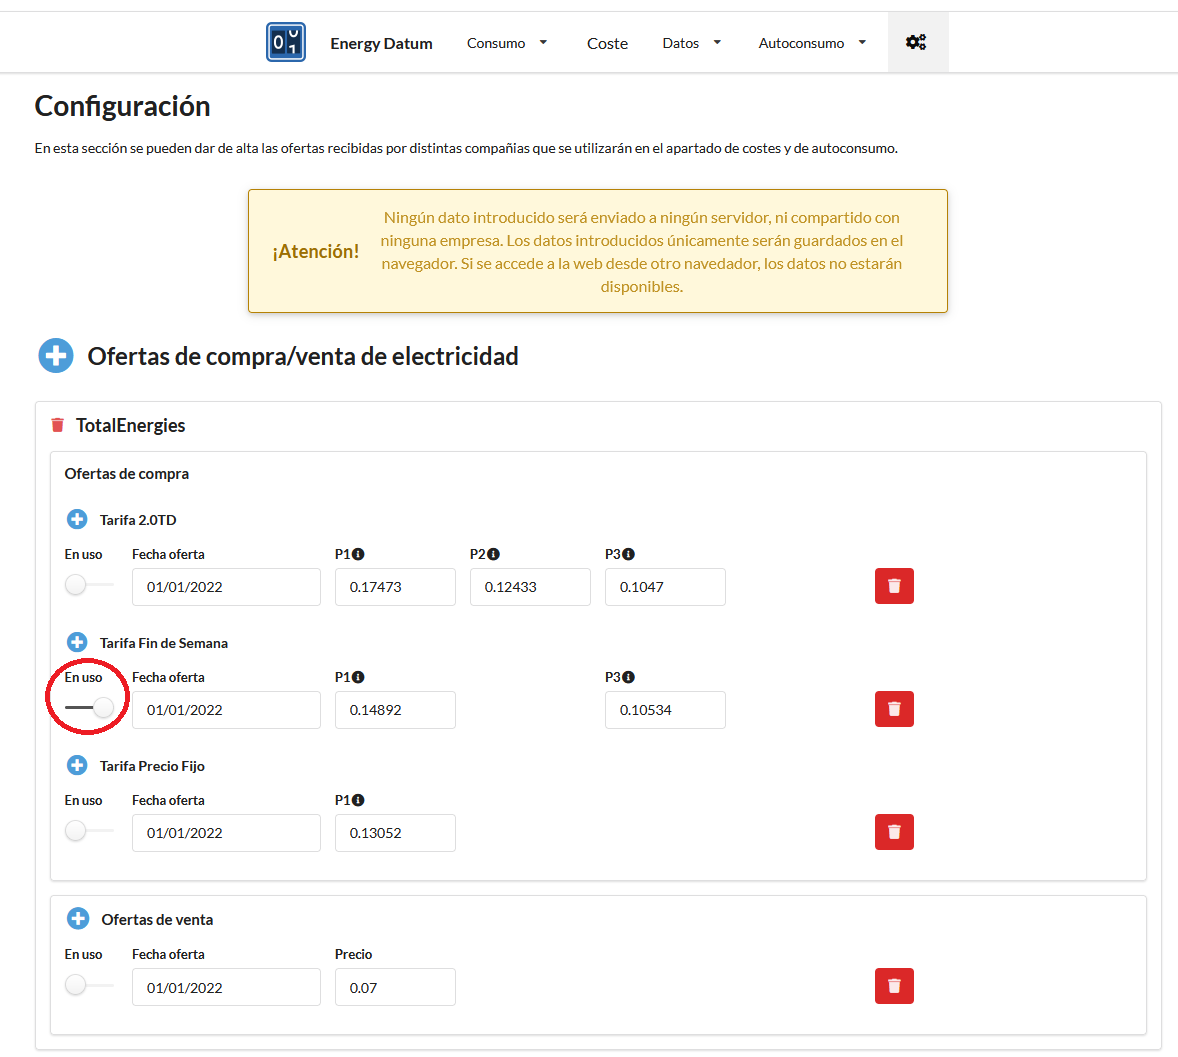 Energy Datum Consumo Coste Datos Autoconsumo
Configuración
En esta sección se pueden dar de alta las ofertas recibidas por distintas compañias que se utilizarán en el apartado de costes y de autoconsumo.
¡Atención!
Ningún dato introducido será enviado a ningún servidor, ni compartido con
ninguna empresa. Los datos introducidos únicamente serán guardados en el
navegador. Si se accede a la web desde otro navedador, los datos no estarán
disponibles.
Ofertas de compra/venta de electricidad
TotalEnergies
Ofertas de compra
Tarifa 2.0TD
En uso Fecha oferta P1 P2 P3
01/01/2022 0.17473 0.12433 0.1047
Tarifa Fin de Semana
En uso Fecha oferta P1 P3
01/01/2022 0.14892 0.10534
Tarifa Precio Fijo
En uso Fecha oferta P1
01/01/2022 0.13052
Ofertas de venta
En uso Fecha oferta Precio
01/01/2022 0.07